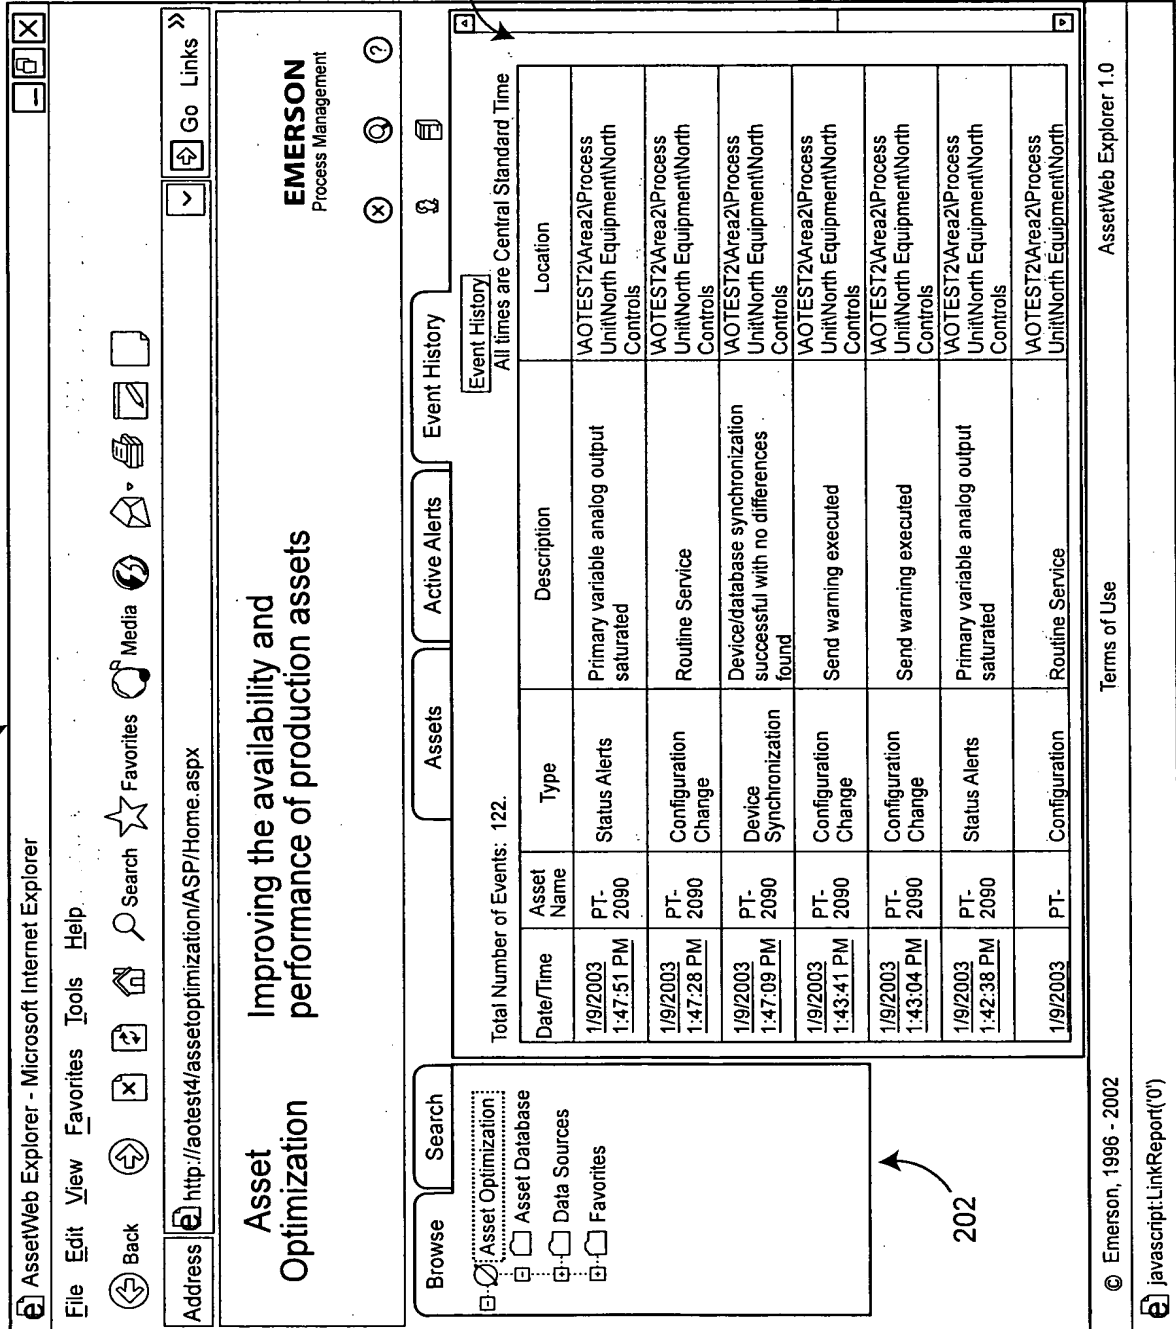 AssetWeb Explorer - Microsoft Internet Explorer
File Edit View Favorites Tools Help
Back Search Favorites Media
Address http://aotest4/assetoptimization/ASP/Home.aspx Go Links »
Asset
Optimization
Improving the availability and
performance of production assets
EMERSON
Process Management
Browse Search
Asset Optimization
Asset Database
Data Sources
Favorites
202
Assets Active Alerts Event History
Event History
Total Number of Events: 122. All times are Central Standard Time
Date/Time Asset Name Type Description Location
1/9/2003 1:47:51 PM PT-2090 Status Alerts Primary variable analog output saturated \AOTEST2\Area2\Process Unit\North Equipment\North Controls
1/9/2003 1:47:28 PM PT-2090 Configuration Change Routine Service \AOTEST2\Area2\Process Unit\North Equipment\North Controls
1/9/2003 1:47:09 PM PT-2090 Device Synchronization Device/database synchronization successful with no differences found \AOTEST2\Area2\Process Unit\North Equipment\North Controls
1/9/2003 1:43:41 PM PT-2090 Configuration Change Send warning executed \AOTEST2\Area2\Process Unit\North Equipment\North Controls
1/9/2003 1:43:04 PM PT-2090 Configuration Change Send warning executed \AOTEST2\Area2\Process Unit\North Equipment\North Controls
1/9/2003 1:42:38 PM PT-2090 Status Alerts Primary variable analog output saturated \AOTEST2\Area2\Process Unit\North Equipment\North Controls
1/9/2003 PT- Configuration Routine Service \AOTEST2\Area2\Process Unit\North Equipment\North
© Emerson, 1996 - 2002 Terms of Use AssetWeb Explorer 1.0
javascript:LinkReport('0')